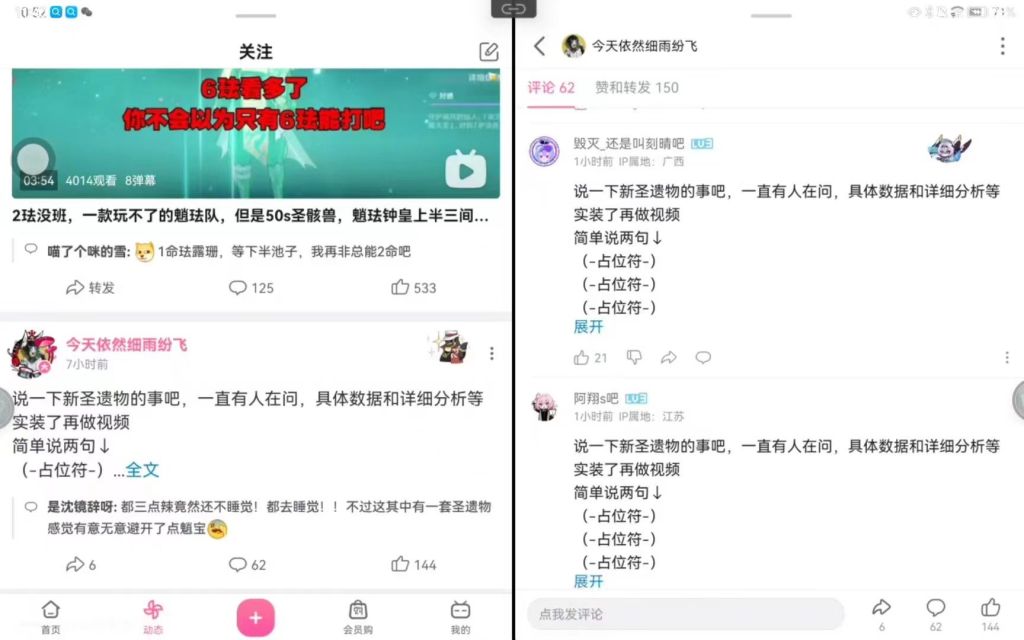 0:52
关注
6珐看多了
你不会以为只有6珐能打吧
03:54 4014观看 8弹幕
2珐没班，一款玩不了的魈珐队，但是50s圣骸兽，魈珐钟皇上半三间...
喵了个咪的雪: 1命珐露珊，等下半池子，我再非总能2命吧
转发 125 533
今天依然细雨纷飞
7小时前
说一下新圣遗物的事吧，一直有人在问，具体数据和详细分析等
实装了再做视频
简单说两句↓
（-占位符-）...全文
是沈镜辞呀: 都三点辣竟然还不睡觉！都去睡觉！！不过这其中有一套圣遗物
感觉有意无意避开了点魈宝
6 62 144
首页 动态 会员购 我的
今天依然细雨纷飞
评论 62 赞和转发 150
毁灭_还是叫刻晴吧 LV3
1小时前 IP属地：广西
说一下新圣遗物的事吧，一直有人在问，具体数据和详细分析等
实装了再做视频
简单说两句↓
（-占位符-）
（-占位符-）
（-占位符-）
展开
21
阿翔s吧 LV3
1小时前 IP属地：江苏
说一下新圣遗物的事吧，一直有人在问，具体数据和详细分析等
实装了再做视频
简单说两句↓
（-占位符-）
（-占位符-）
（-占位符-）
展开
点我发评论
6 62 144